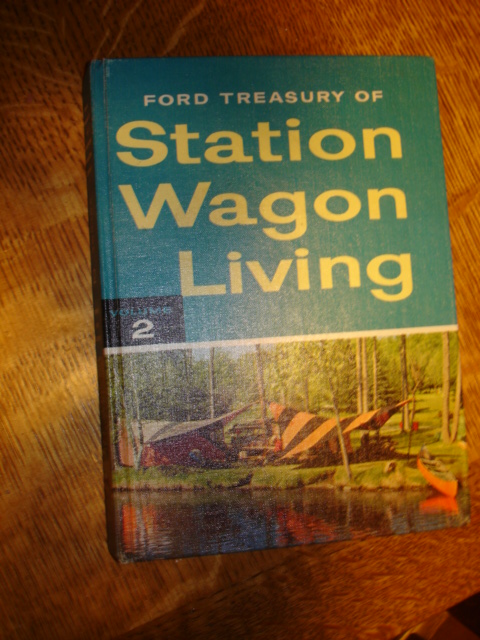 FORD TREASURY OF
Station
Wagon
Living
VOLUME
2